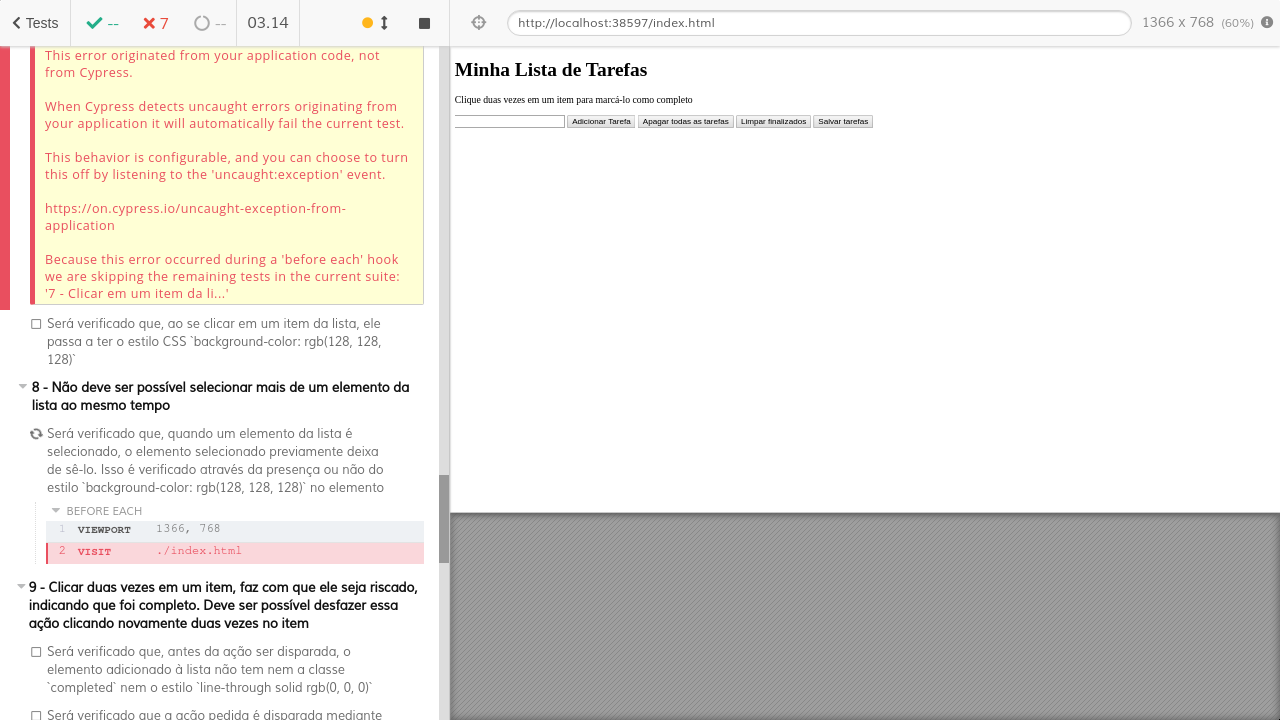 Tests
--
7
--
03.14
http://localhost:38597/index.html
1366 x 768 (60%)
This error originated from your application code, not
from Cypress.
When Cypress detects uncaught errors originating from
your application it will automatically fail the current test.
This behavior is configurable, and you can choose to turn
this off by listening to the 'uncaught:exception' event.
https://on.cypress.io/uncaught-exception-from-
application
Because this error occurred during a 'before each' hook
we are skipping the remaining tests in the current suite:
'7 - Clicar em um item da li...'
Será verificado que, ao se clicar em um item da lista, ele
passa a ter o estilo CSS `background-color: rgb(128, 128,
128)`
8 - Não deve ser possível selecionar mais de um elemento da
lista ao mesmo tempo
Será verificado que, quando um elemento da lista é
selecionado, o elemento selecionado previamente deixa
de sê-lo. Isso é verificado através da presença ou não do
estilo `background-color: rgb(128, 128, 128)` no elemento
BEFORE EACH
1 VIEWPORT 1366, 768
2 VISIT ./index.html
9 - Clicar duas vezes em um item, faz com que ele seja riscado,
indicando que foi completo. Deve ser possível desfazer essa
ação clicando novamente duas vezes no item
Será verificado que, antes da ação ser disparada, o
elemento adicionado à lista não tem nem a classe
`completed` nem o estilo `line-through solid rgb(0, 0, 0)`
Será verificado que a ação pedida é disparada mediante
Minha Lista de Tarefas
Clique duas vezes em um item para marcá-lo como completo
Adicionar Tarefa Apagar todas as tarefas Limpar finalizados Salvar tarefas